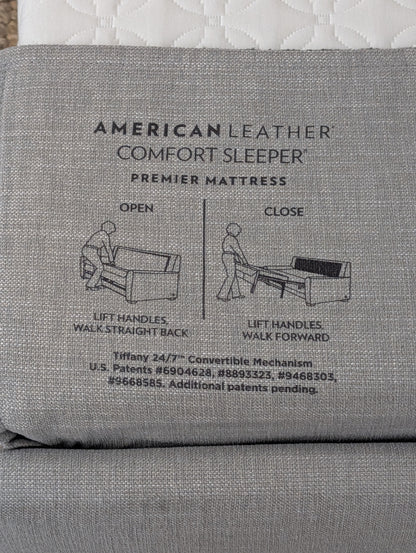 AMERICAN LEATHER®
COMFORT SLEEPER®
PREMIER MATTRESS
OPEN
LIFT HANDLES,
WALK STRAIGHT BACK
CLOSE
LIFT HANDLES,
WALK FORWARD
Tiffany 24/7™ Convertible Mechanism
U.S. Patents #6904628, #8893323, #9468303,
#9668585. Additional patents pending.